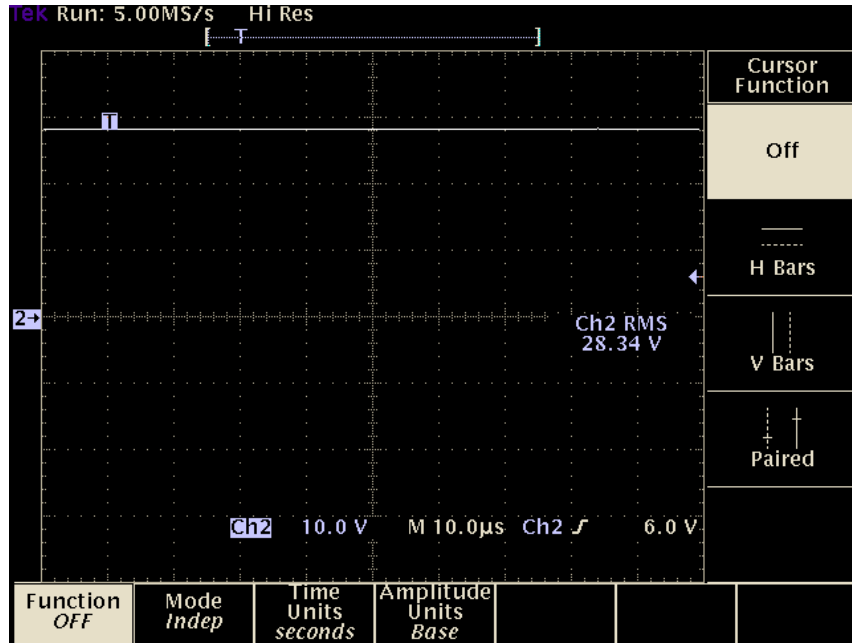 Tek Run: 5.00MS/s Hi Res
T
Cursor
Function
T
Off
H Bars
2
Ch2 RMS
28.34 V
V Bars
Paired
Ch2 10.0 V M 10.0µs Ch2 6.0 V
Function
OFF
Mode
Indep
Time
Units
seconds
Amplitude
Units
Base